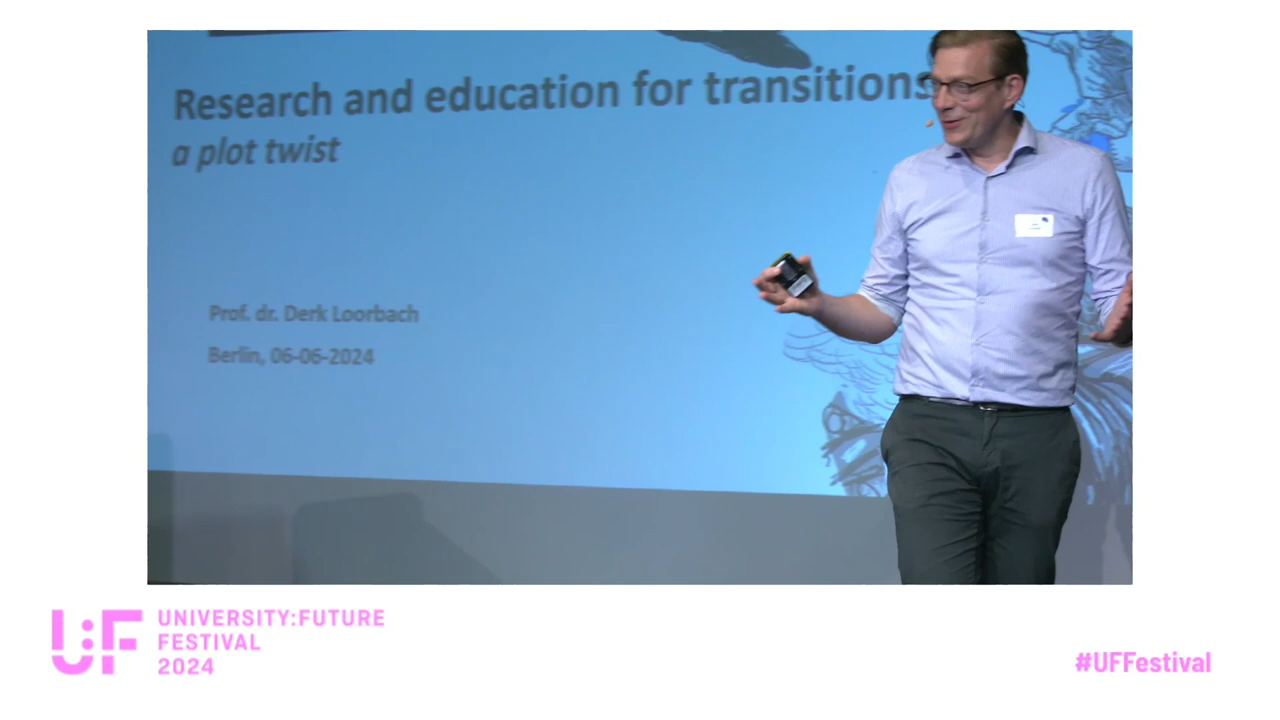 Research and education for transitions
a plot twist
Prof. dr. Derk Loorbach
Berlin, 06-06-2024
UF
UNIVERSITY:FUTURE
FESTIVAL
2024
#UFFestival